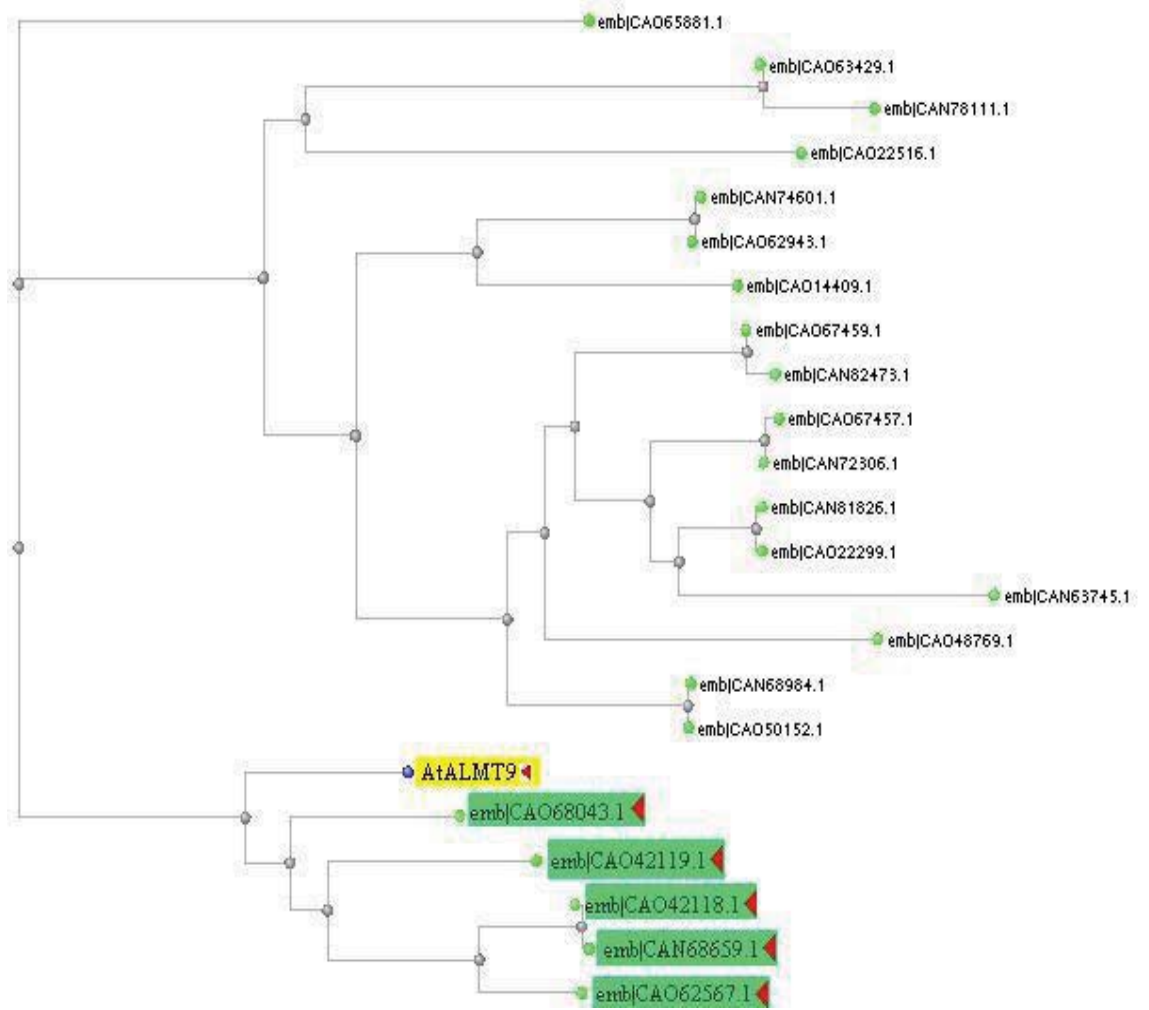 emb|CAO65881.1
emb|CAO63429.1
emb|CAN78111.1
emb|CAO22516.1
emb|CAN74601.1
emb|CAO62943.1
emb|CAO14409.1
emb|CAO67459.1
emb|CAN82473.1
emb|CAO67457.1
emb|CAN72306.1
emb|CAN81826.1
emb|CAO22299.1
emb|CAN63745.1
emb|CAO48769.1
emb|CAN68984.1
emb|CAO50152.1
AtALMT9
emb|CAO68043.1
emb|CAO42119.1
emb|CAO42118.1
emb|CAN68659.1
emb|CAO62567.1